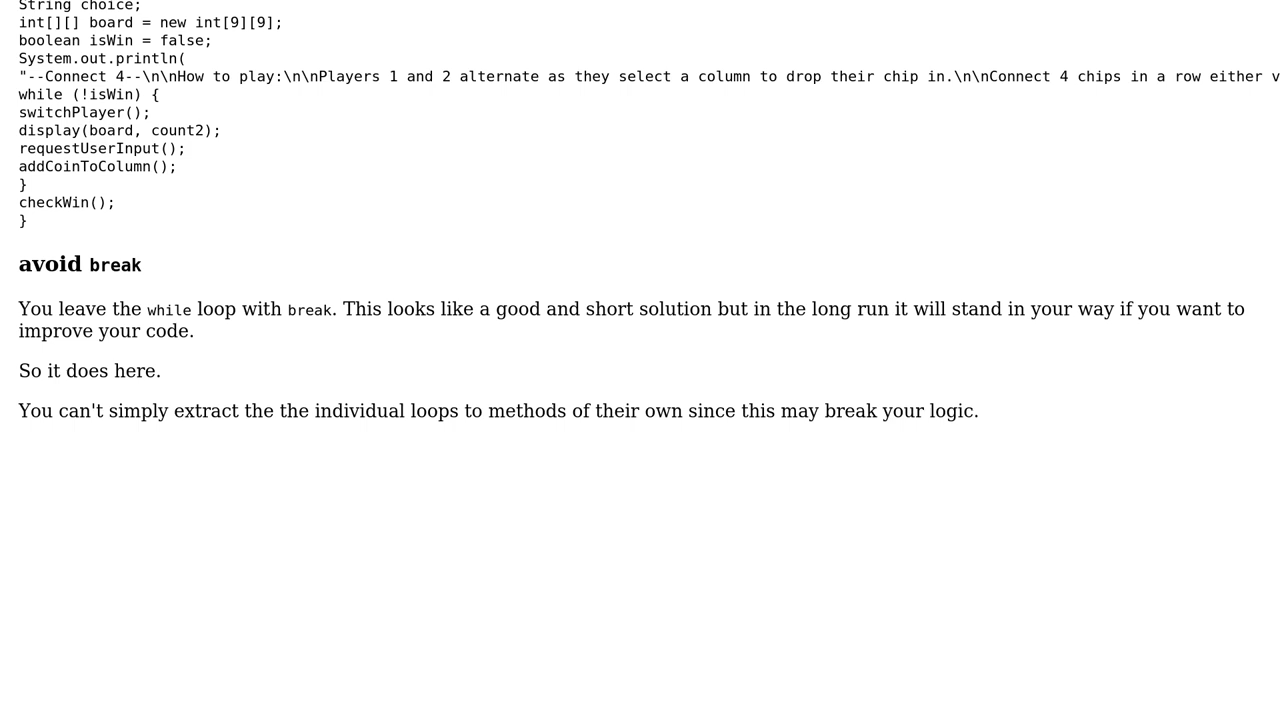 String choice;
int[][] board = new int[9][9];
boolean isWin = false;
System.out.println(
"--Connect 4--\n\nHow to play:\n\nPlayers 1 and 2 alternate as they select a column to drop their chip in.\n\nConnect 4 chips in a row either v
while (!isWin) {
switchPlayer();
display(board, count2);
requestUserInput();
addCoinToColumn();
}
checkWin();
}
avoid break
You leave the while loop with break. This looks like a good and short solution but in the long run it will stand in your way if you want to
improve your code.
So it does here.
You can't simply extract the the individual loops to methods of their own since this may break your logic.